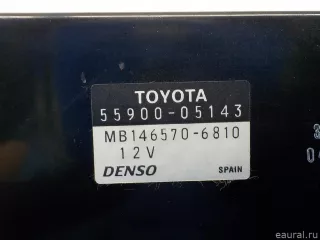 TOYOTA
55900-05143
MB146570-6810
12V
DENSO SPAIN
eaural.ru